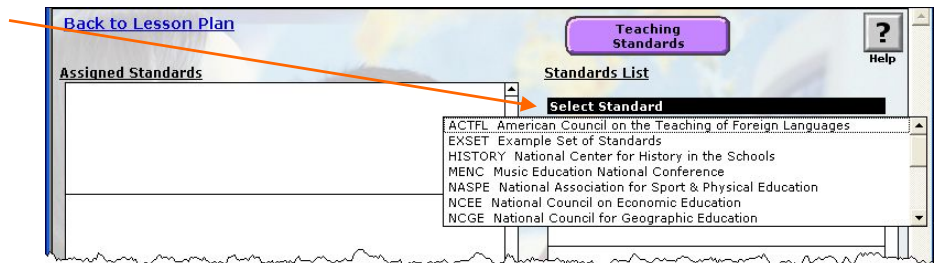 Back to Lesson Plan
Teaching
Standards
?
Help
Assigned Standards
Standards List
Select Standard
ACTFL American Council on the Teaching of Foreign Languages
EXSET Example Set of Standards
HISTORY National Center for History in the Schools
MENC Music Education National Conference
NASPE National Association for Sport & Physical Education
NCEE National Council on Economic Education
NCGE National Council for Geographic Education